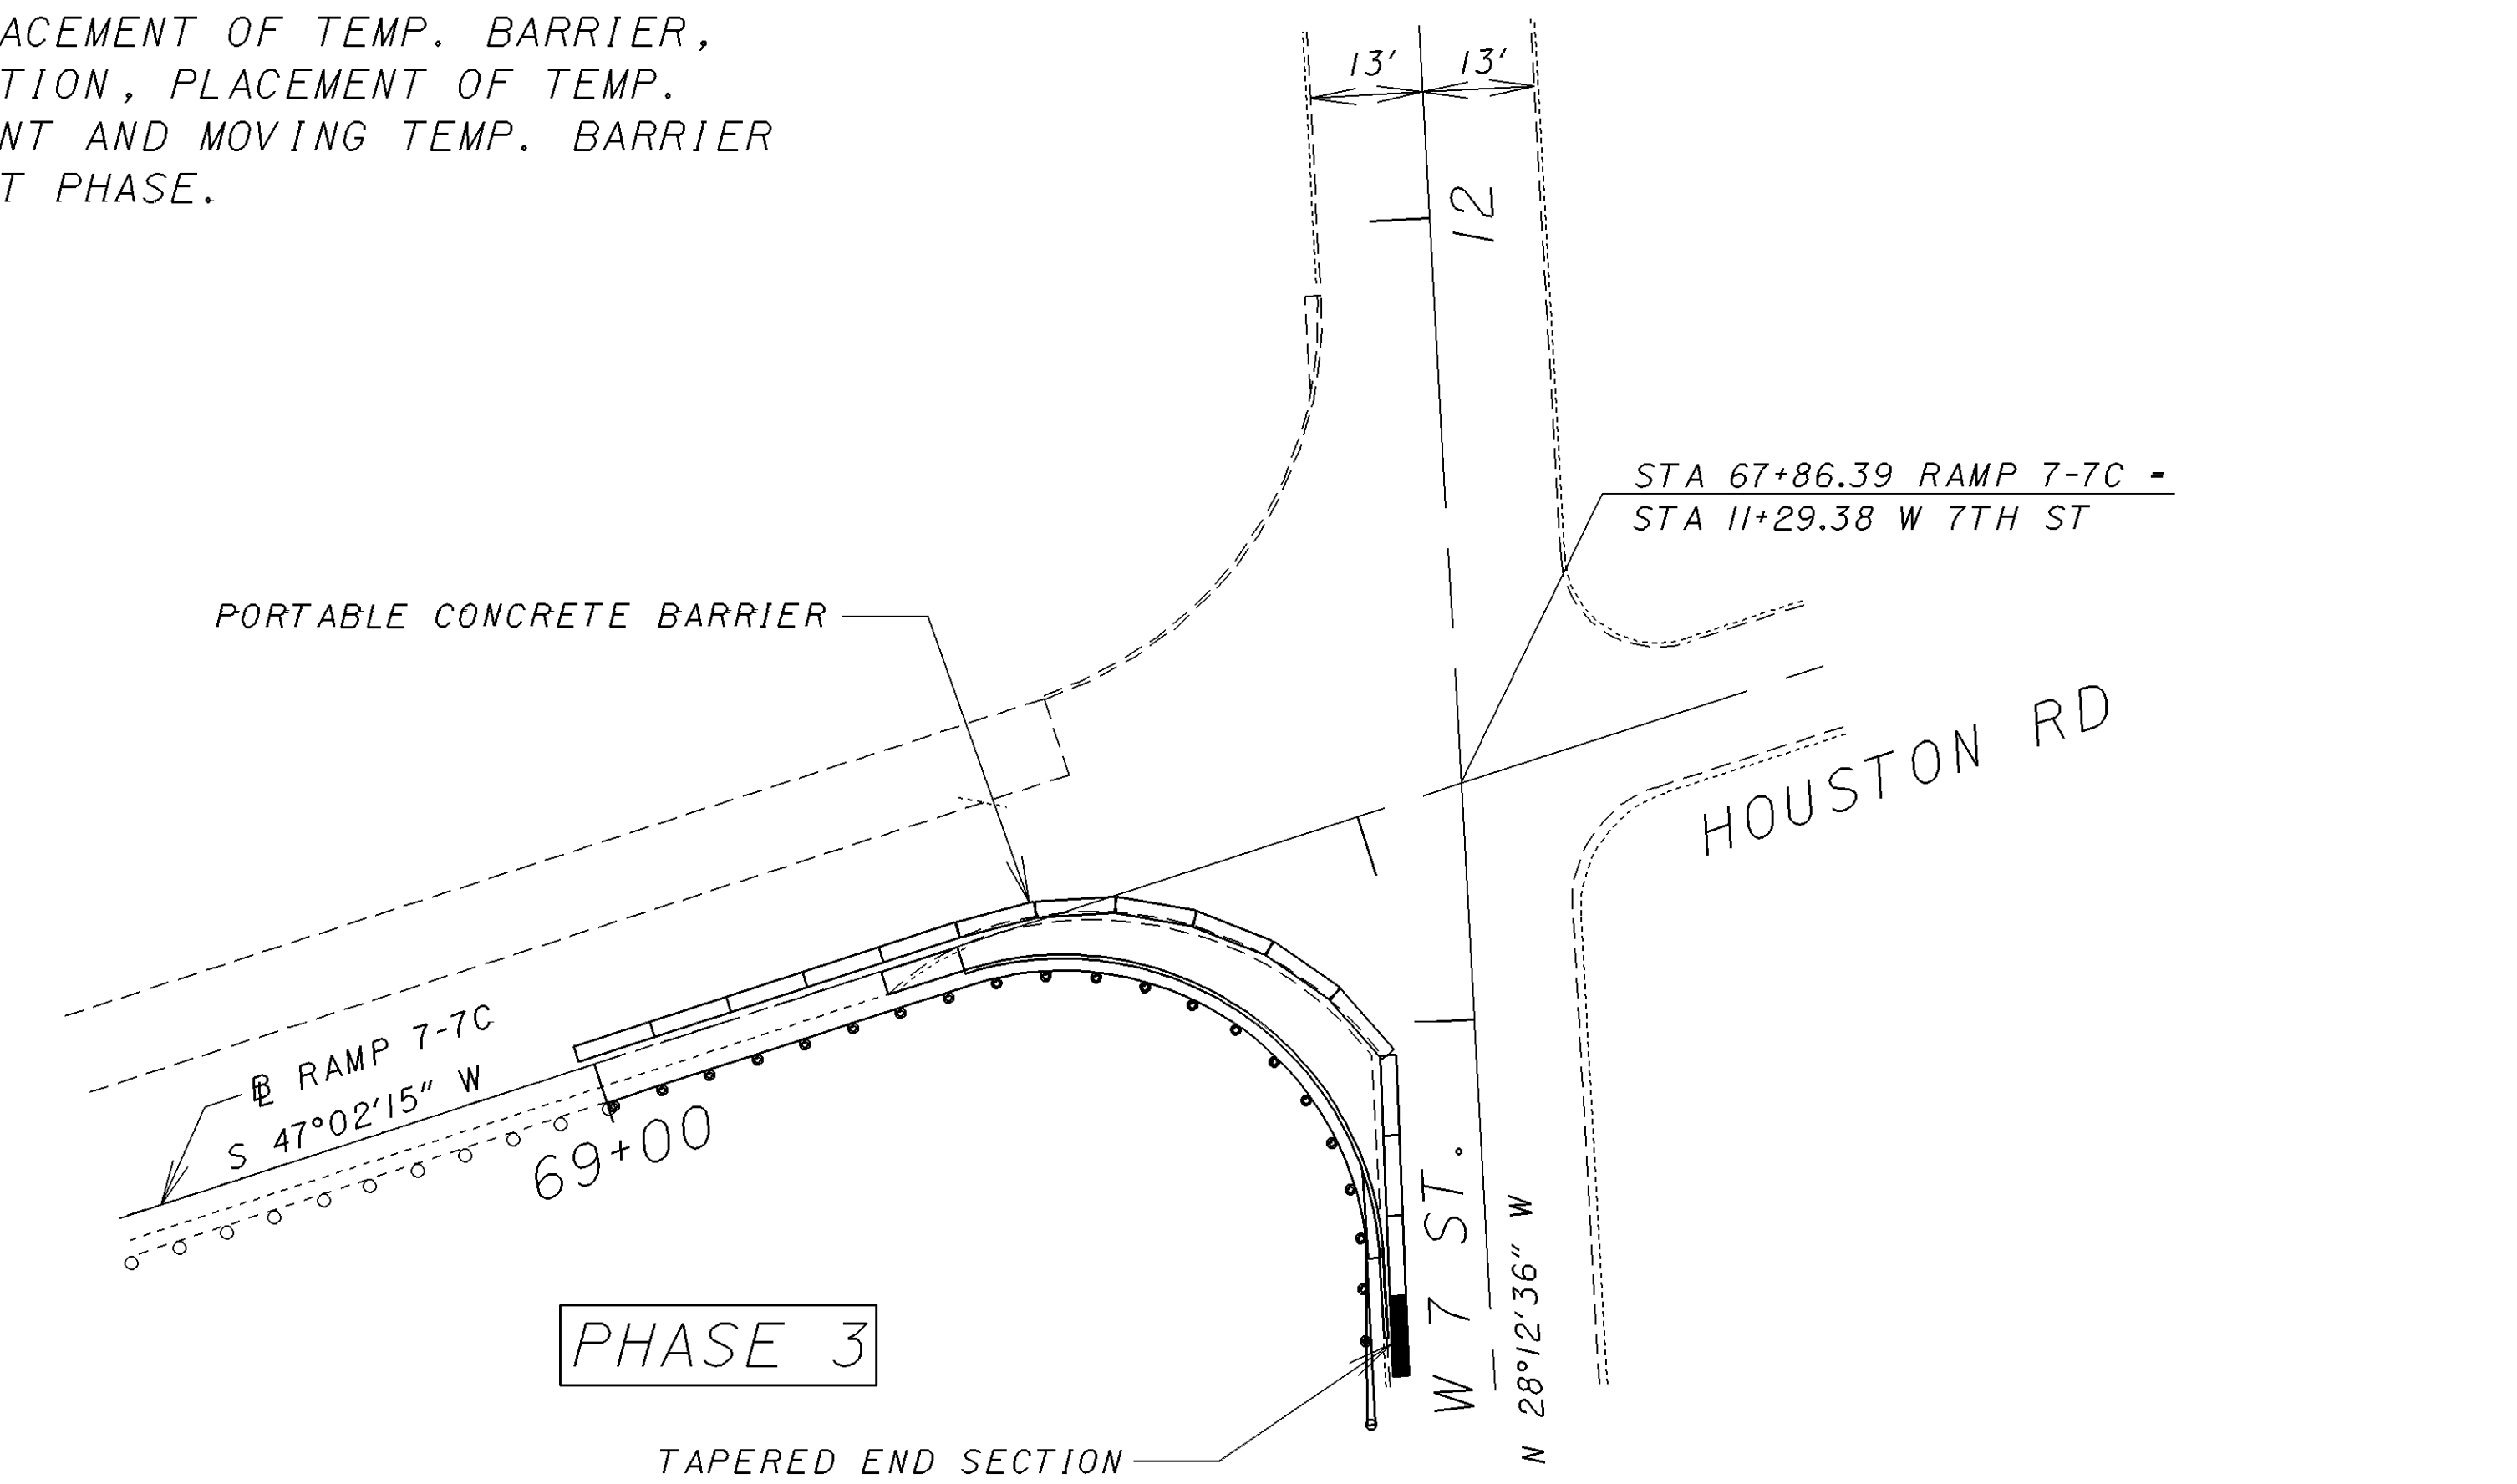 ACEMENT OF TEMP. BARRIER,
TION, PLACEMENT OF TEMP.
NT AND MOVING TEMP. BARRIER
T PHASE.
13' 13'
12
STA 67+86.39 RAMP 7-7C =
STA 11+29.38 W 7TH ST
PORTABLE CONCRETE BARRIER
HOUSTON RD
℄ RAMP 7-7C
S 47°02'15" W
69+00
W 7 ST.
N 28°12'36" W
PHASE 3
TAPERED END SECTION